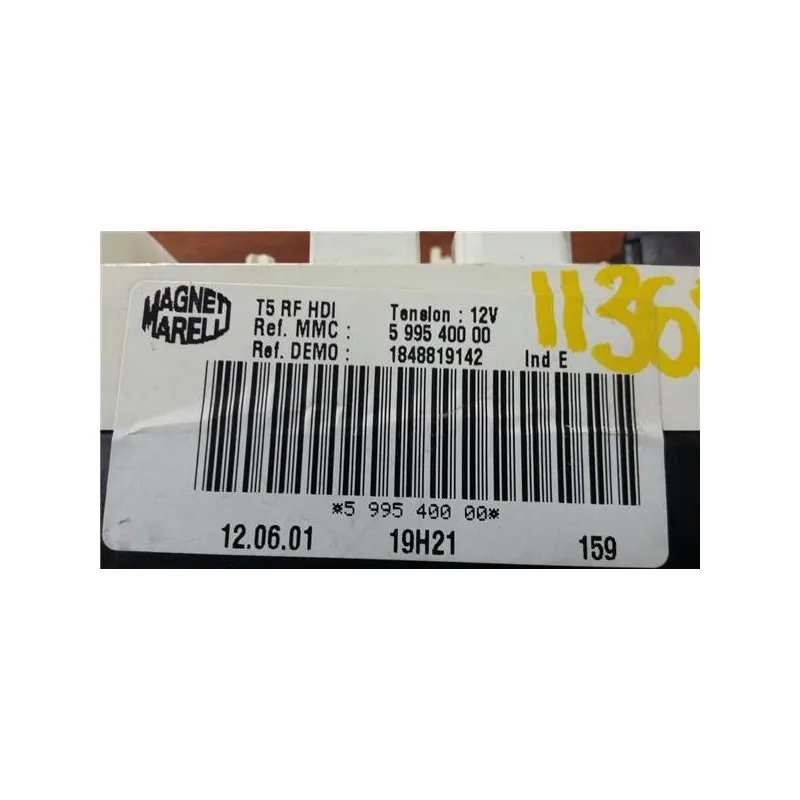 MAGNETI
MARELLI
T5 RF HDI Tension : 12V
Ref. MMC : 5 995 400 00
Ref. DEMO : 1848819142 Ind E
*5 995 400 00*
12.06.01 19H21 159